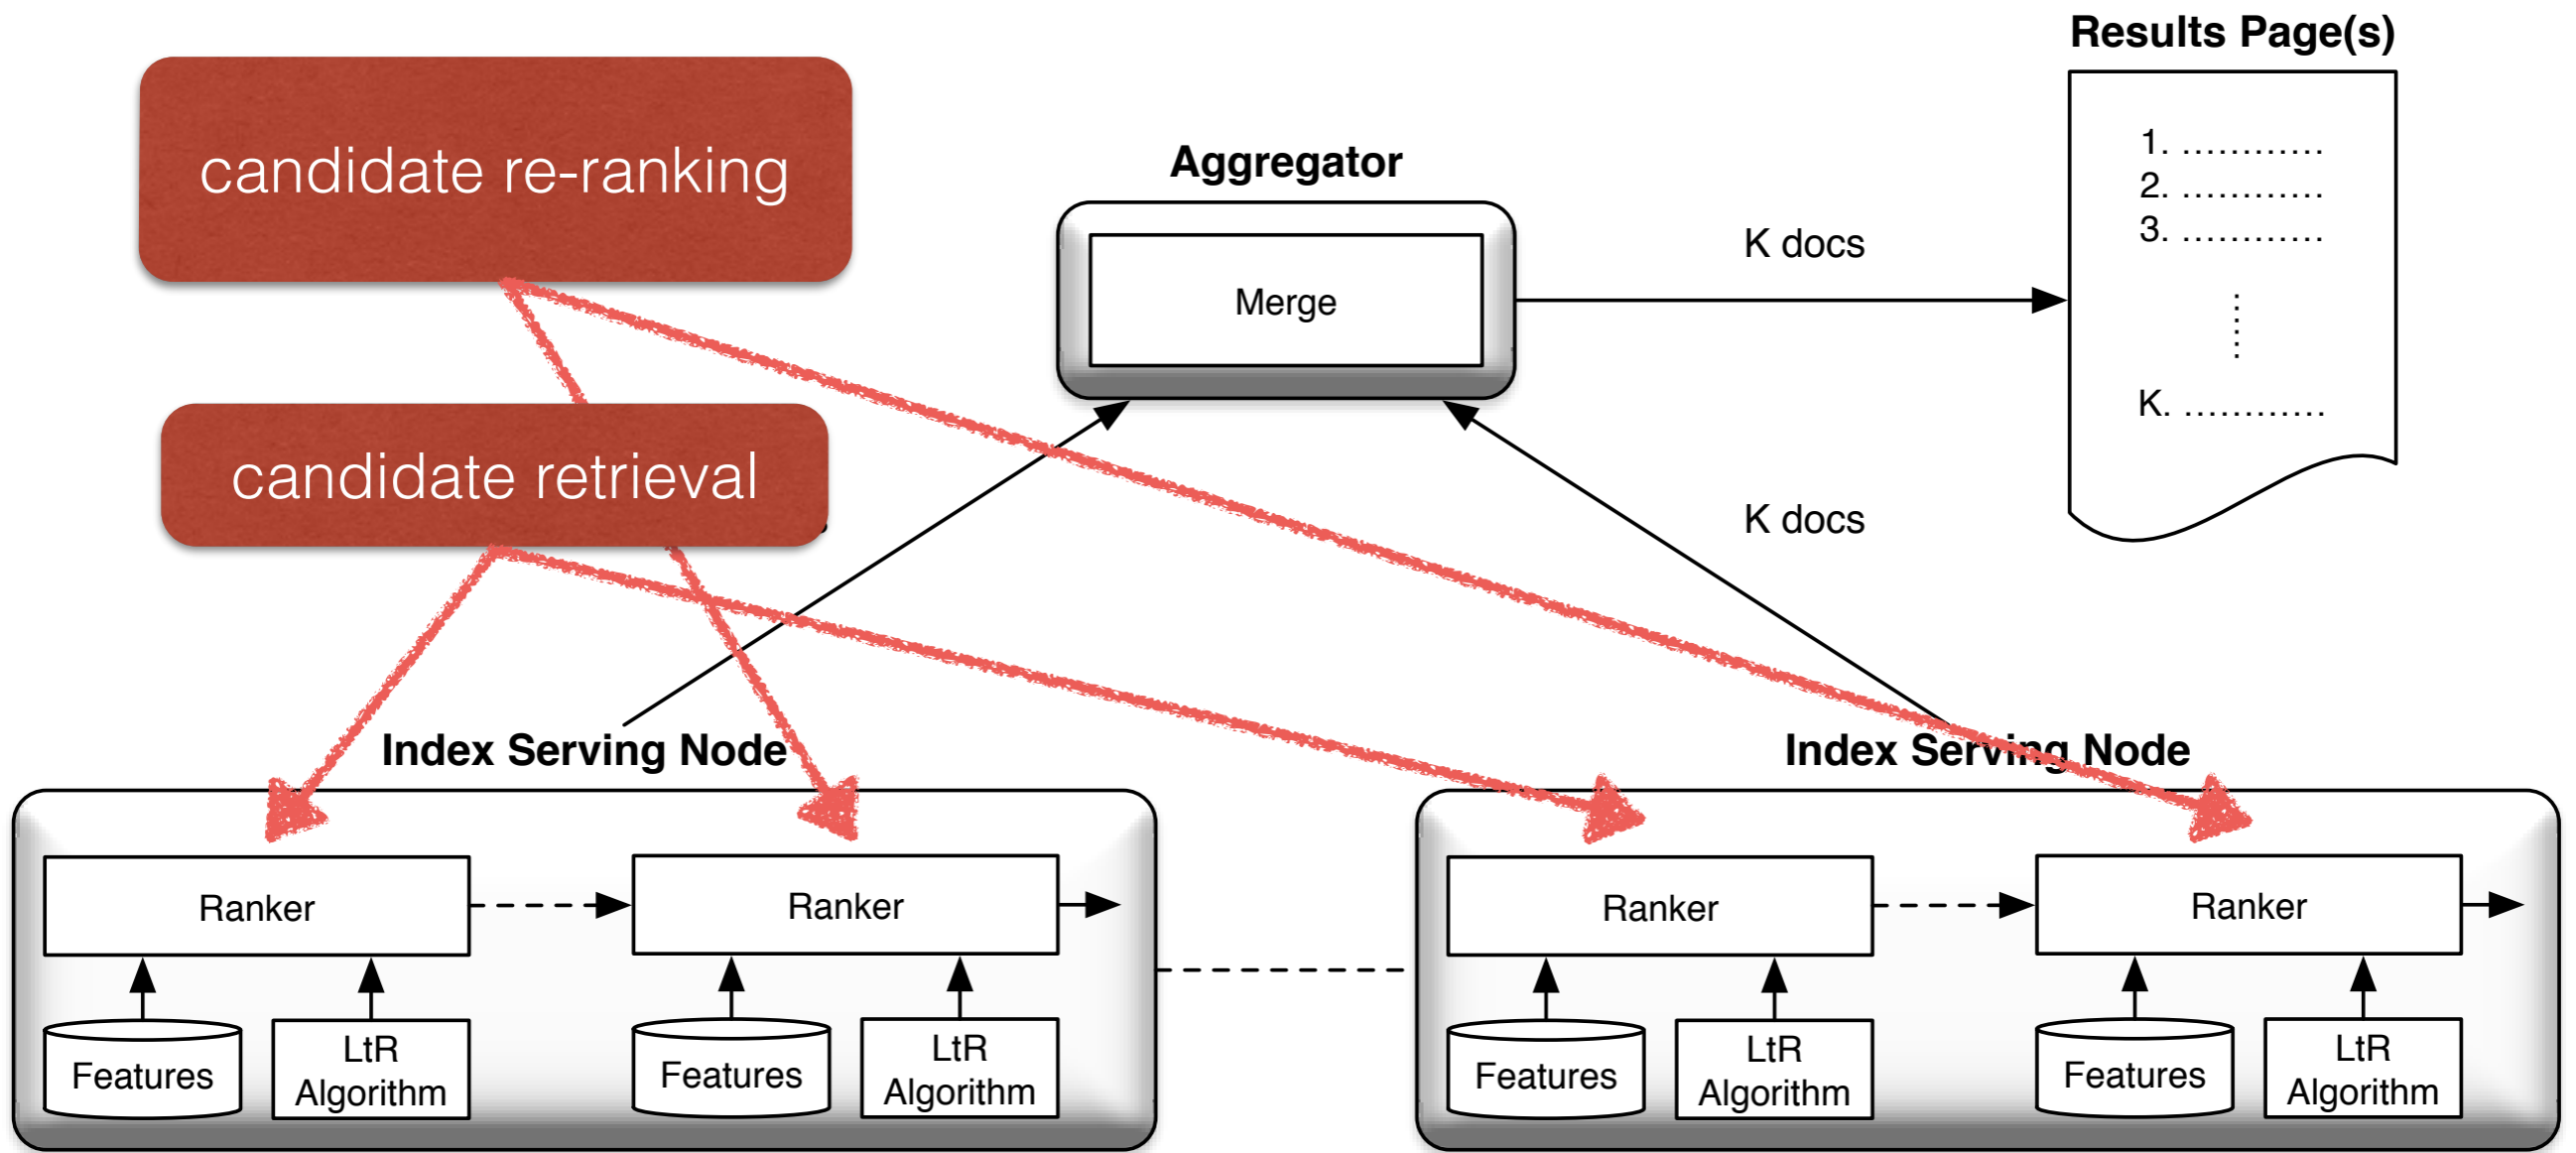 Results Page(s)
candidate re-ranking
1. ............
2. ............
3. ............
K. ............
Aggregator
Merge
K docs
candidate retrieval
K docs
Index Serving Node
Index Serving Node
Ranker
Ranker
Ranker
Ranker
Features
LtR
Algorithm
Features
LtR
Algorithm
Features
LtR
Algorithm
Features
LtR
Algorithm